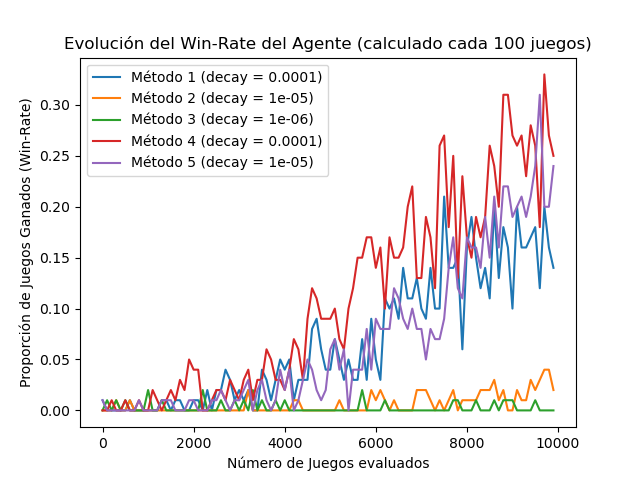 Evolución del Win-Rate del Agente (calculado cada 100 juegos)
Método 1 (decay = 0.0001)
Método 2 (decay = 1e-05)
Método 3 (decay = 1e-06)
Método 4 (decay = 0.0001)
Método 5 (decay = 1e-05)
Proporción de Juegos Ganados (Win-Rate)
0.30
0.25
0.20
0.15
0.10
0.05
0.00
0 2000 4000 6000 8000 10000
Número de Juegos evaluados